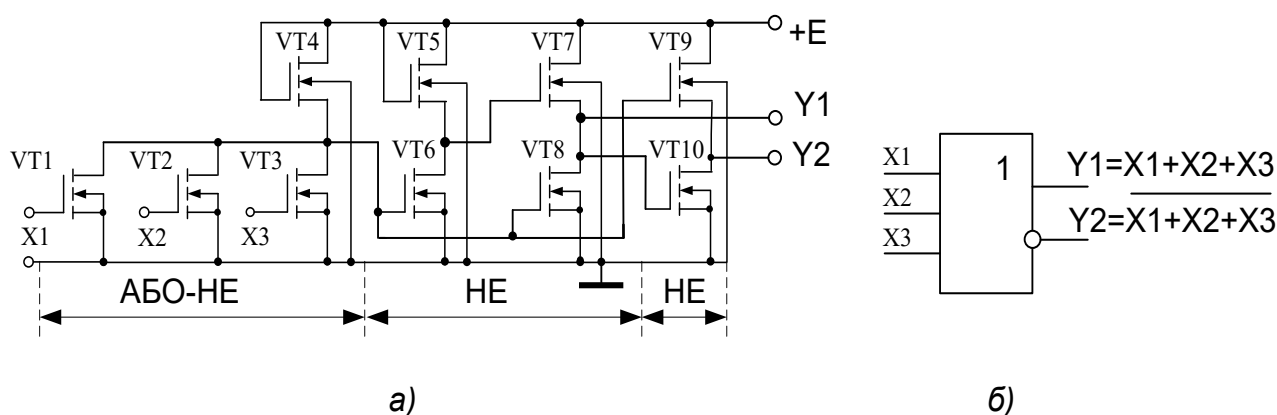 VT4 VT5 VT7 VT9 +E
Y1
VT1 VT2 VT3 VT6 VT8 VT10 Y2
X1 X2 X3
АБО-НЕ НЕ НЕ
а)
X1 1 Y1=X1+X2+X3
X2
X3 Y2=X1+X2+X3
б)